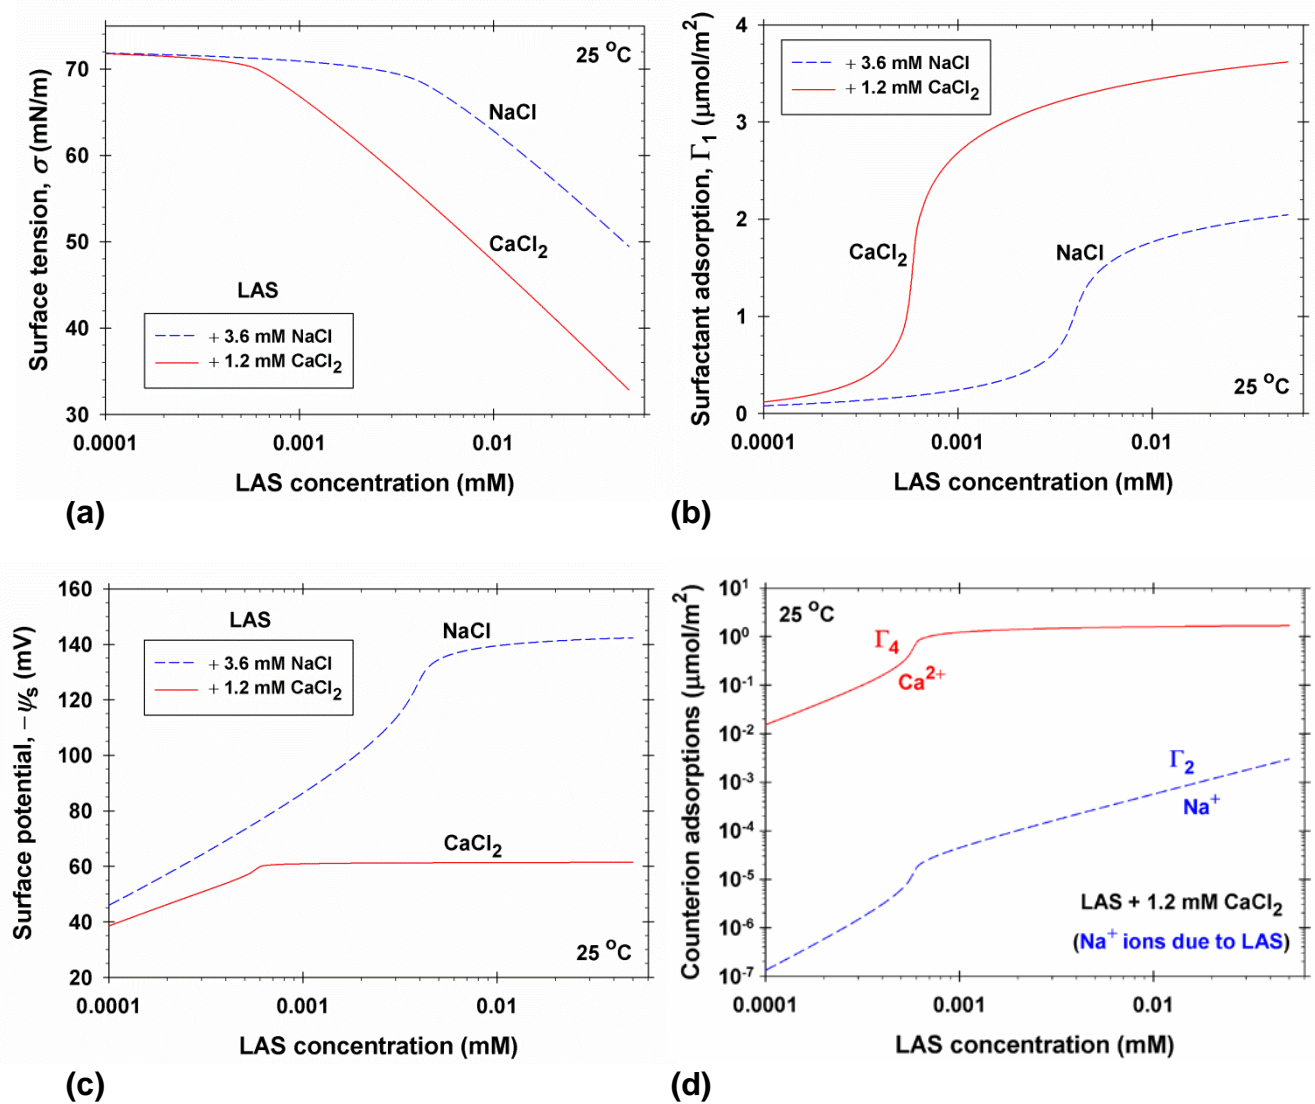 Surface tension, σ (mN/m)
70
60
50
40
30
25 °C
NaCl
CaCl₂
LAS
+ 3.6 mM NaCl
+ 1.2 mM CaCl₂
0.0001
0.001
0.01
LAS concentration (mM)
(a)
Surfactant adsorption, Γ₁ (μmol/m²)
4
3
2
1
0
+ 3.6 mM NaCl
+ 1.2 mM CaCl₂
CaCl₂
NaCl
25 °C
0.0001
0.001
0.01
LAS concentration (mM)
(b)
Surface potential, −ψₛ (mV)
160
140
120
100
80
60
40
20
LAS
+ 3.6 mM NaCl
+ 1.2 mM CaCl₂
NaCl
CaCl₂
25 °C
0.0001
0.001
0.01
LAS concentration (mM)
(c)
Counterion adsorptions (μmol/m²)
10¹
10⁰
10⁻¹
10⁻²
10⁻³
10⁻⁴
10⁻⁵
10⁻⁶
10⁻⁷
25 °C
Γ₄
Ca²⁺
Γ₂
Na⁺
LAS + 1.2 mM CaCl₂
(Na⁺ ions due to LAS)
0.0001
0.001
0.01
LAS concentration (mM)
(d)